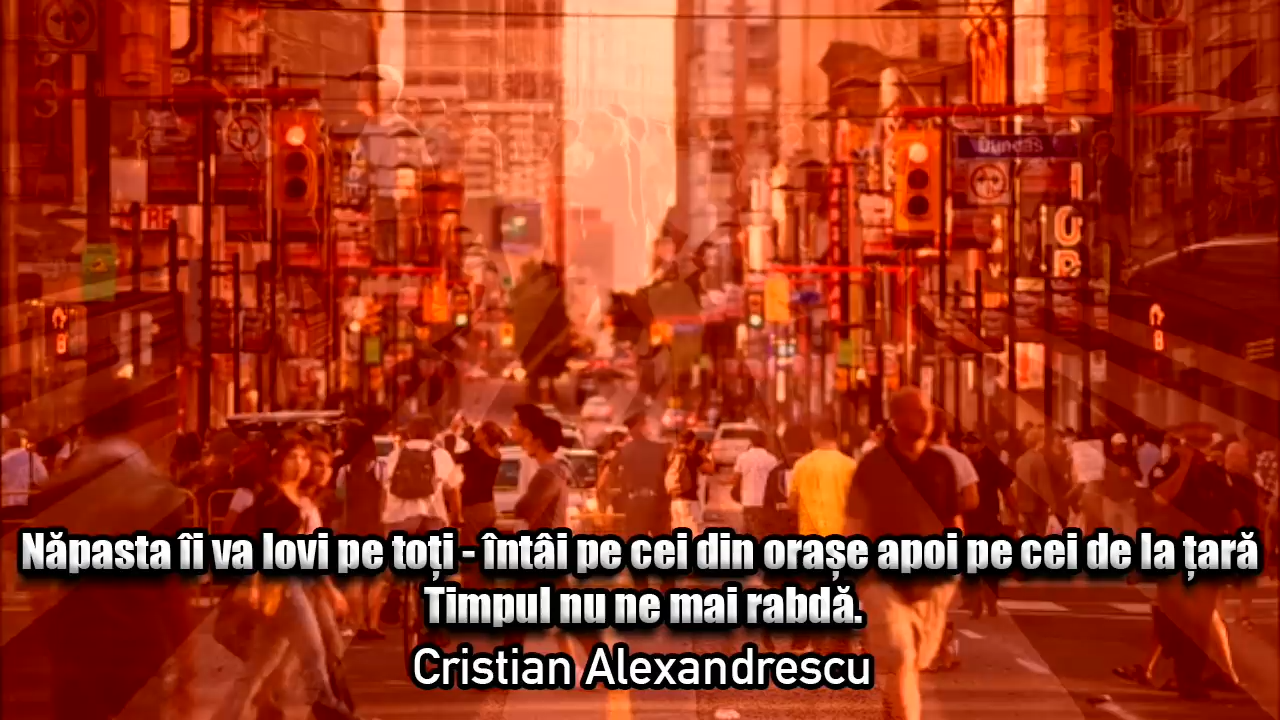 Dundas
Năpasta îi va lovi pe toți - întâi pe cei din orașe apoi pe cei de la țară
Timpul nu ne mai rabdă.
Cristian Alexandrescu